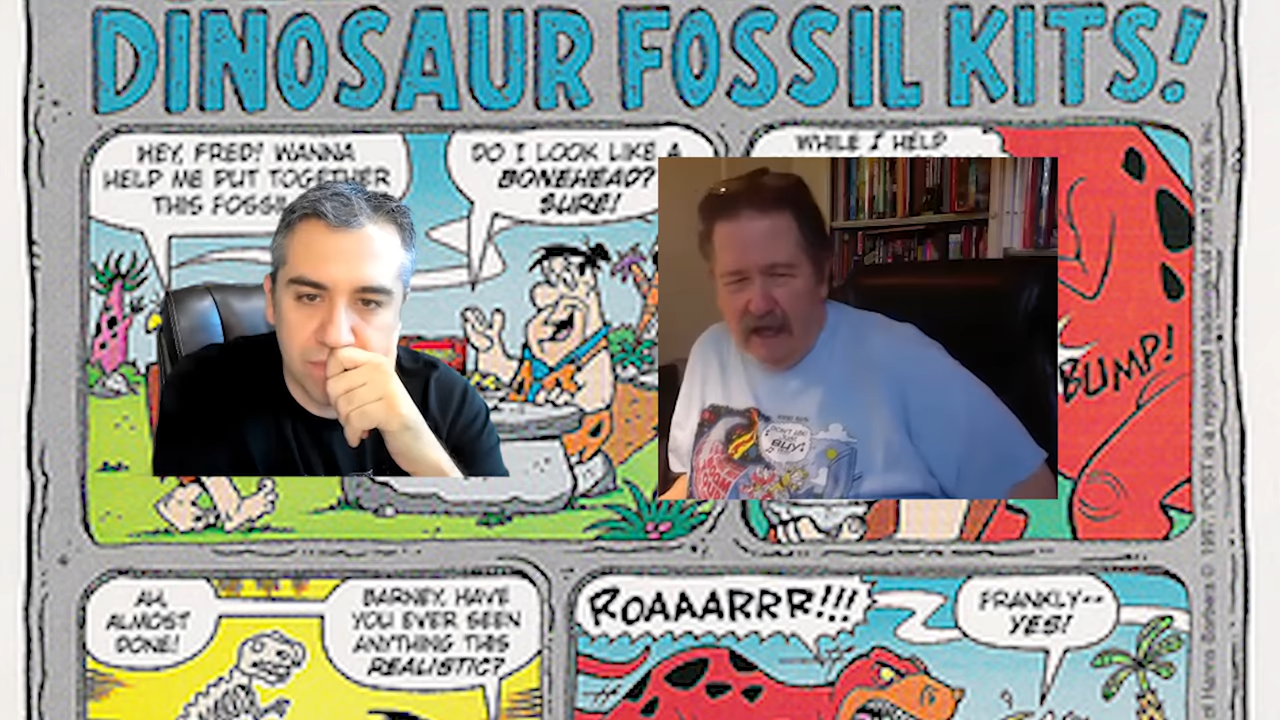 DINOSAUR FOSSIL KITS!
HEY, FRED! WANNA
HELP ME PUT TOGETHER
THIS
DO I LOOK LIKE A
BONEHEAD?
SURE!
WHILE I HELP
BUMP!
AH,
ALMOST
DONE!
BARNEY, HAVE
YOU EVER SEEN
ANYTHING THIS
REALISTIC?
ROAAARRR!!!
FRANKLY--
YES!